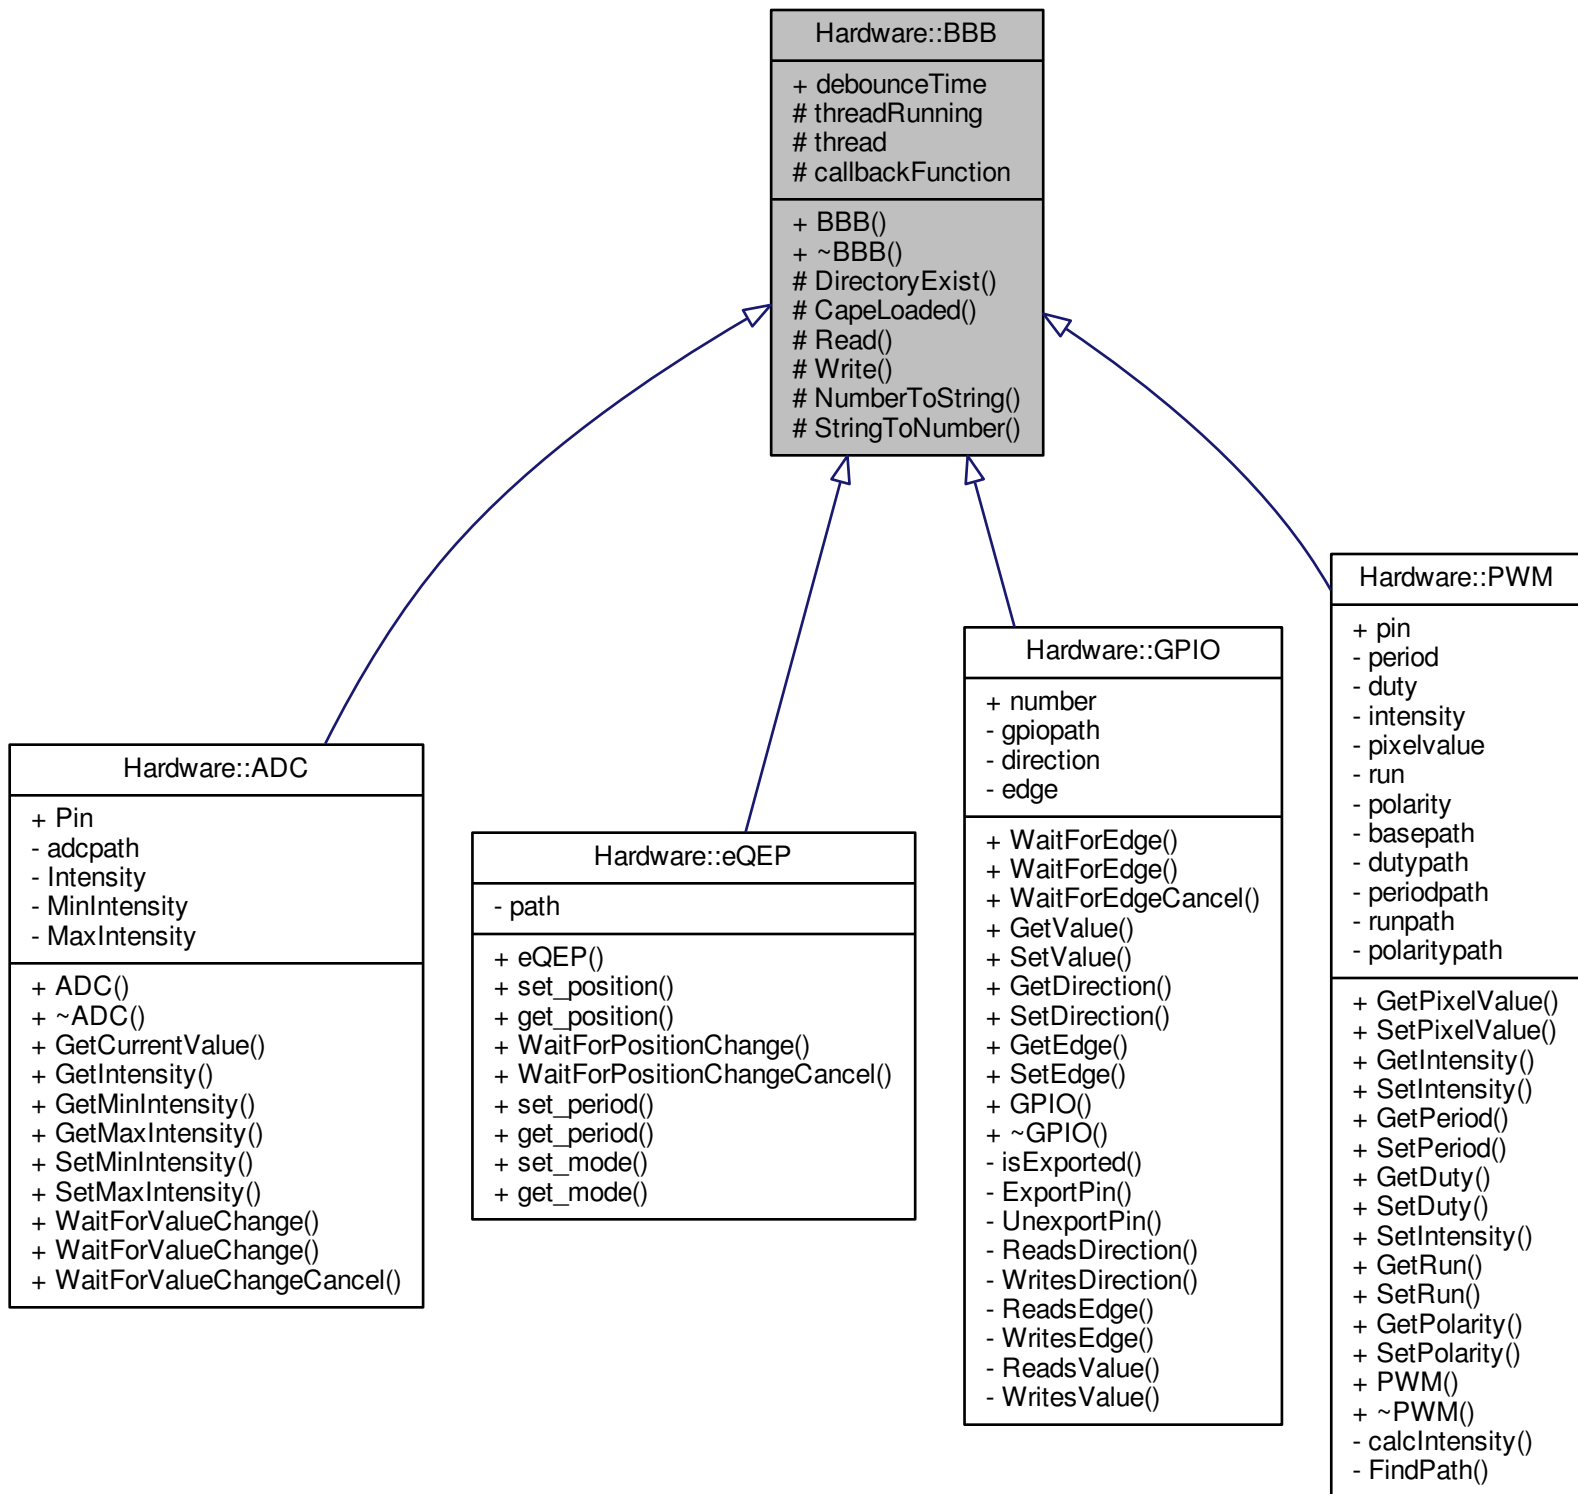 Hardware::BBB
+ debounceTime
# threadRunning
# thread
# callbackFunction
+ BBB()
+ ~BBB()
# DirectoryExist()
# CapeLoaded()
# Read()
# Write()
# NumberToString()
# StringToNumber()
Hardware::ADC
+ Pin
- adcpath
- Intensity
- MinIntensity
- MaxIntensity
+ ADC()
+ ~ADC()
+ GetCurrentValue()
+ GetIntensity()
+ GetMinIntensity()
+ GetMaxIntensity()
+ SetMinIntensity()
+ SetMaxIntensity()
+ WaitForValueChange()
+ WaitForValueChange()
+ WaitForValueChangeCancel()
Hardware::eQEP
- path
+ eQEP()
+ set_position()
+ get_position()
+ WaitForPositionChange()
+ WaitForPositionChangeCancel()
+ set_period()
+ get_period()
+ set_mode()
+ get_mode()
Hardware::GPIO
+ number
- gpiopath
- direction
- edge
+ WaitForEdge()
+ WaitForEdge()
+ WaitForEdgeCancel()
+ GetValue()
+ SetValue()
+ GetDirection()
+ SetDirection()
+ GetEdge()
+ SetEdge()
+ GPIO()
+ ~GPIO()
- isExported()
- ExportPin()
- UnexportPin()
- ReadsDirection()
- WritesDirection()
- ReadsEdge()
- WritesEdge()
- ReadsValue()
- WritesValue()
Hardware::PWM
+ pin
- period
- duty
- intensity
- pixelvalue
- run
- polarity
- basepath
- dutypath
- periodpath
- runpath
- polaritypath
+ GetPixelValue()
+ SetPixelValue()
+ GetIntensity()
+ SetIntensity()
+ GetPeriod()
+ SetPeriod()
+ GetDuty()
+ SetDuty()
+ SetIntensity()
+ GetRun()
+ SetRun()
+ GetPolarity()
+ SetPolarity()
+ PWM()
+ ~PWM()
- calcIntensity()
- FindPath()